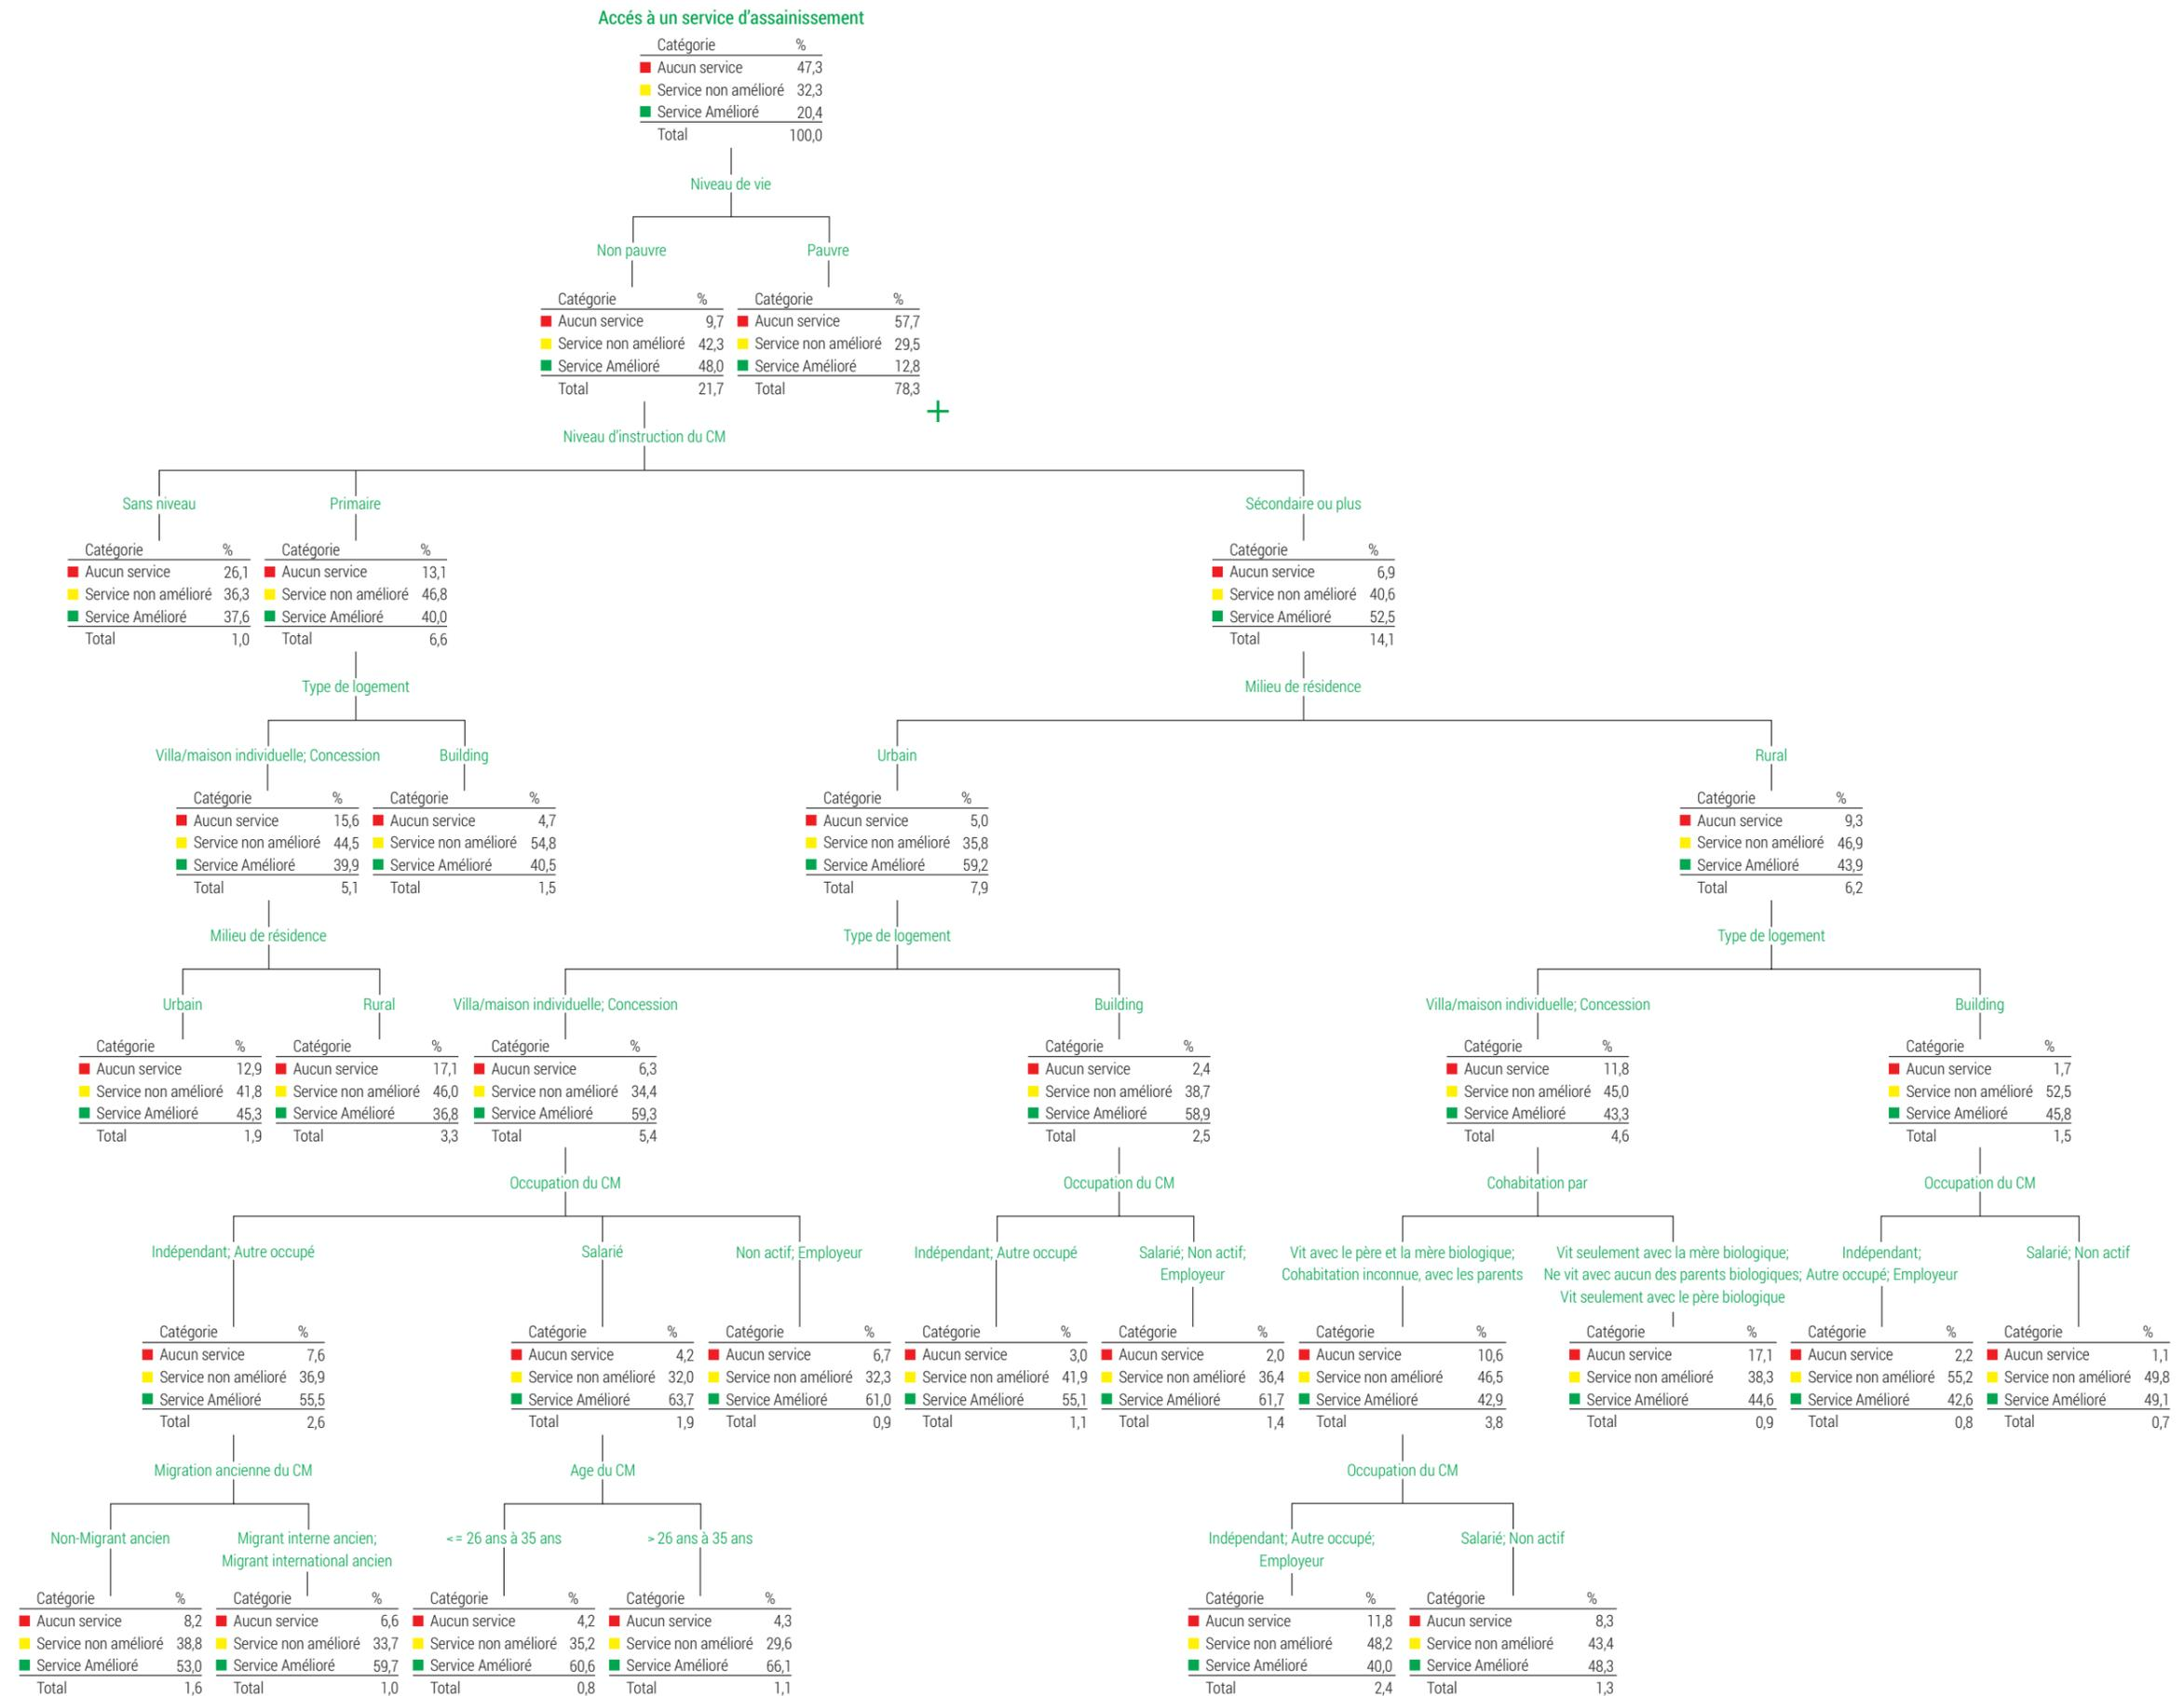 Accés à un service d'assainissement
Catégorie %
Aucun service 47,3
Service non amélioré 32,3
Service Amélioré 20,4
Total 100,0
Niveau de vie
Non pauvre
Catégorie %
Aucun service 9,7
Service non amélioré 42,3
Service Amélioré 48,0
Total 21,7
Pauvre
Catégorie %
Aucun service 57,7
Service non amélioré 29,5
Service Amélioré 12,8
Total 78,3
+
Niveau d'instruction du CM
Sans niveau
Catégorie %
Aucun service 26,1
Service non amélioré 36,3
Service Amélioré 37,6
Total 1,0
Primaire
Catégorie %
Aucun service 13,1
Service non amélioré 46,8
Service Amélioré 40,0
Total 6,6
Sécondaire ou plus
Catégorie %
Aucun service 6,9
Service non amélioré 40,6
Service Amélioré 52,5
Total 14,1
Type de logement
Milieu de résidence
Villa/maison individuelle; Concession
Catégorie %
Aucun service 15,6
Service non amélioré 44,5
Service Amélioré 39,9
Total 5,1
Building
Catégorie %
Aucun service 4,7
Service non amélioré 54,8
Service Amélioré 40,5
Total 1,5
Urbain
Catégorie %
Aucun service 5,0
Service non amélioré 35,8
Service Amélioré 59,2
Total 7,9
Rural
Catégorie %
Aucun service 9,3
Service non amélioré 46,9
Service Amélioré 43,9
Total 6,2
Milieu de résidence
Type de logement
Type de logement
Urbain
Catégorie %
Aucun service 12,9
Service non amélioré 41,8
Service Amélioré 45,3
Total 1,9
Rural
Catégorie %
Aucun service 17,1
Service non amélioré 46,0
Service Amélioré 36,8
Total 3,3
Villa/maison individuelle; Concession
Catégorie %
Aucun service 6,3
Service non amélioré 34,4
Service Amélioré 59,3
Total 5,4
Building
Catégorie %
Aucun service 2,4
Service non amélioré 38,7
Service Amélioré 58,9
Total 2,5
Villa/maison individuelle; Concession
Catégorie %
Aucun service 11,8
Service non amélioré 45,0
Service Amélioré 43,3
Total 4,6
Building
Catégorie %
Aucun service 1,7
Service non amélioré 52,5
Service Amélioré 45,8
Total 1,5
Occupation du CM
Occupation du CM
Cohabitation par
Occupation du CM
Indépendant; Autre occupé
Catégorie %
Aucun service 7,6
Service non amélioré 36,9
Service Amélioré 55,5
Total 2,6
Salarié
Catégorie %
Aucun service 4,2
Service non amélioré 32,0
Service Amélioré 63,7
Total 1,9
Non actif; Employeur
Catégorie %
Aucun service 6,7
Service non amélioré 32,3
Service Amélioré 61,0
Total 0,9
Indépendant; Autre occupé
Catégorie %
Aucun service 3,0
Service non amélioré 41,9
Service Amélioré 55,1
Total 1,1
Salarié; Non actif;
Employeur
Catégorie %
Aucun service 2,0
Service non amélioré 36,4
Service Amélioré 61,7
Total 1,4
Vit avec le père et la mère biologique;
Cohabitation inconnue, avec les parents
Catégorie %
Aucun service 10,6
Service non amélioré 46,5
Service Amélioré 42,9
Total 3,8
Vit seulement avec la mère biologique;
Ne vit avec aucun des parents biologiques;
Vit seulement avec le père biologique
Catégorie %
Aucun service 17,1
Service non amélioré 38,3
Service Amélioré 44,6
Total 0,9
Indépendant;
Autre occupé; Employeur
Catégorie %
Aucun service 2,2
Service non amélioré 55,2
Service Amélioré 42,6
Total 0,8
Salarié; Non actif
Catégorie %
Aucun service 1,1
Service non amélioré 49,8
Service Amélioré 49,1
Total 0,7
Migration ancienne du CM
Age du CM
Occupation du CM
Non-Migrant ancien
Catégorie %
Aucun service 8,2
Service non amélioré 38,8
Service Amélioré 53,0
Total 1,6
Migrant interne ancien;
Migrant international ancien
Catégorie %
Aucun service 6,6
Service non amélioré 33,7
Service Amélioré 59,7
Total 1,0
<= 26 ans à 35 ans
Catégorie %
Aucun service 4,2
Service non amélioré 35,2
Service Amélioré 60,6
Total 0,8
> 26 ans à 35 ans
Catégorie %
Aucun service 4,3
Service non amélioré 29,6
Service Amélioré 66,1
Total 1,1
Indépendant; Autre occupé;
Employeur
Catégorie %
Aucun service 11,8
Service non amélioré 48,2
Service Amélioré 40,0
Total 2,4
Salarié; Non actif
Catégorie %
Aucun service 8,3
Service non amélioré 43,4
Service Amélioré 48,3
Total 1,3